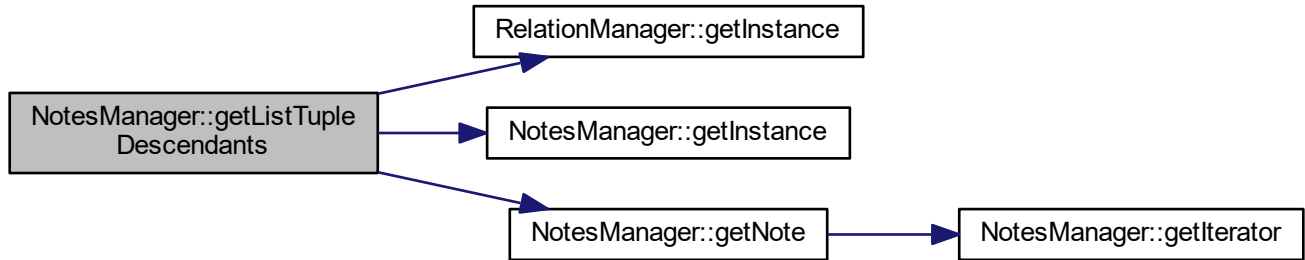 RelationManager::getInstance
NotesManager::getListTuple
Descendants
NotesManager::getInstance
NotesManager::getNote
NotesManager::getIterator